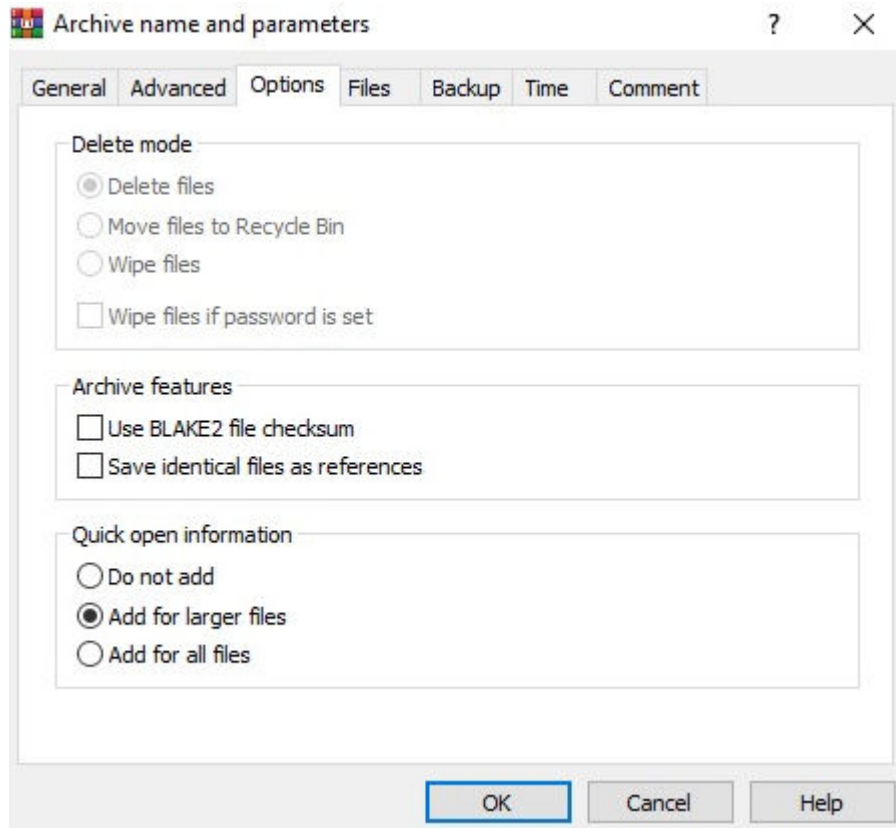 Archive name and parameters ? ×
General Advanced Options Files Backup Time Comment
Delete mode
Delete files
Move files to Recycle Bin
Wipe files
Wipe files if password is set
Archive features
Use BLAKE2 file checksum
Save identical files as references
Quick open information
Do not add
Add for larger files
Add for all files
OK Cancel Help